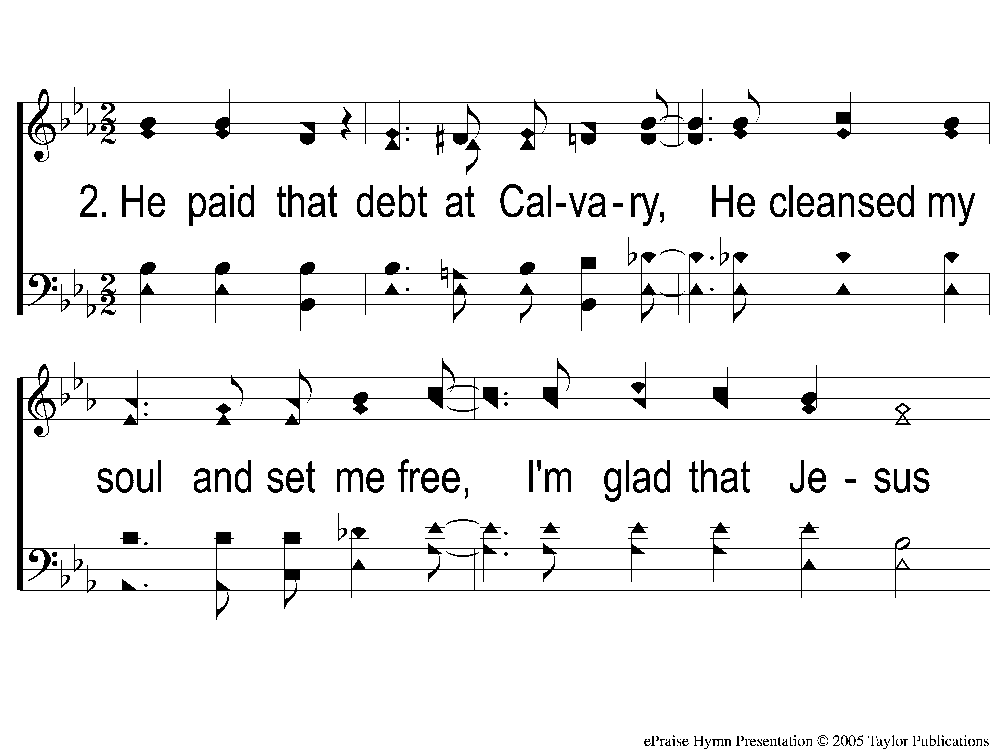 2. He paid that debt at Cal-va-ry, He cleansed my
soul and set me free, I'm glad that Je - sus
ePraise Hymn Presentation © 2005 Taylor Publications